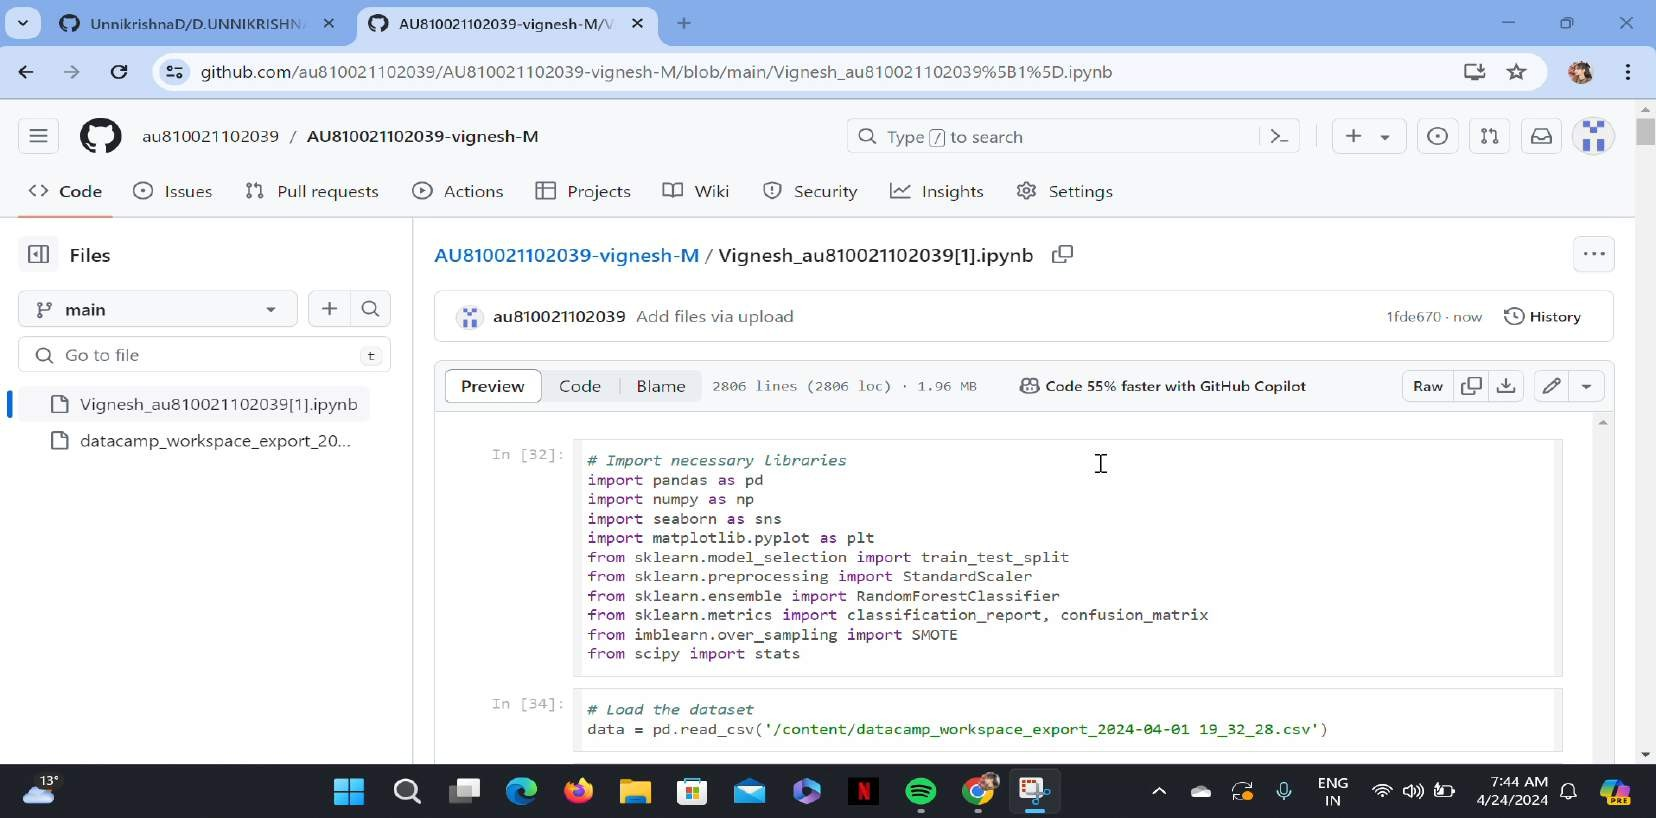 UnnikrishnaD/D.UNNIKRISHN
AU810021102039-vignesh-M/V
github.com/au810021102039/AU810021102039-vignesh-M/blob/main/Vignesh_au810021102039%5B1%5D.ipynb
au810021102039 / AU810021102039-vignesh-M
Type / to search
Code Issues Pull requests Actions Projects Wiki Security Insights Settings
Files
AU810021102039-vignesh-M / Vignesh_au810021102039[1].ipynb
main
au810021102039 Add files via upload
1fde670 · now History
Go to file t
Preview Code Blame 2806 lines (2806 loc) · 1.96 MB Code 55% faster with GitHub Copilot Raw
Vignesh_au810021102039[1].ipynb
datacamp_workspace_export_20...
In [32]:
# Import necessary libraries
import pandas as pd
import numpy as np
import seaborn as sns
import matplotlib.pyplot as plt
from sklearn.model_selection import train_test_split
from sklearn.preprocessing import StandardScaler
from sklearn.ensemble import RandomForestClassifier
from sklearn.metrics import classification_report, confusion_matrix
from imblearn.over_sampling import SMOTE
from scipy import stats
In [34]:
# Load the dataset
data = pd.read_csv('/content/datacamp_workspace_export_2024-04-01 19_32_28.csv')
13°
N
ENG
IN
7:44 AM
4/24/2024
PRE